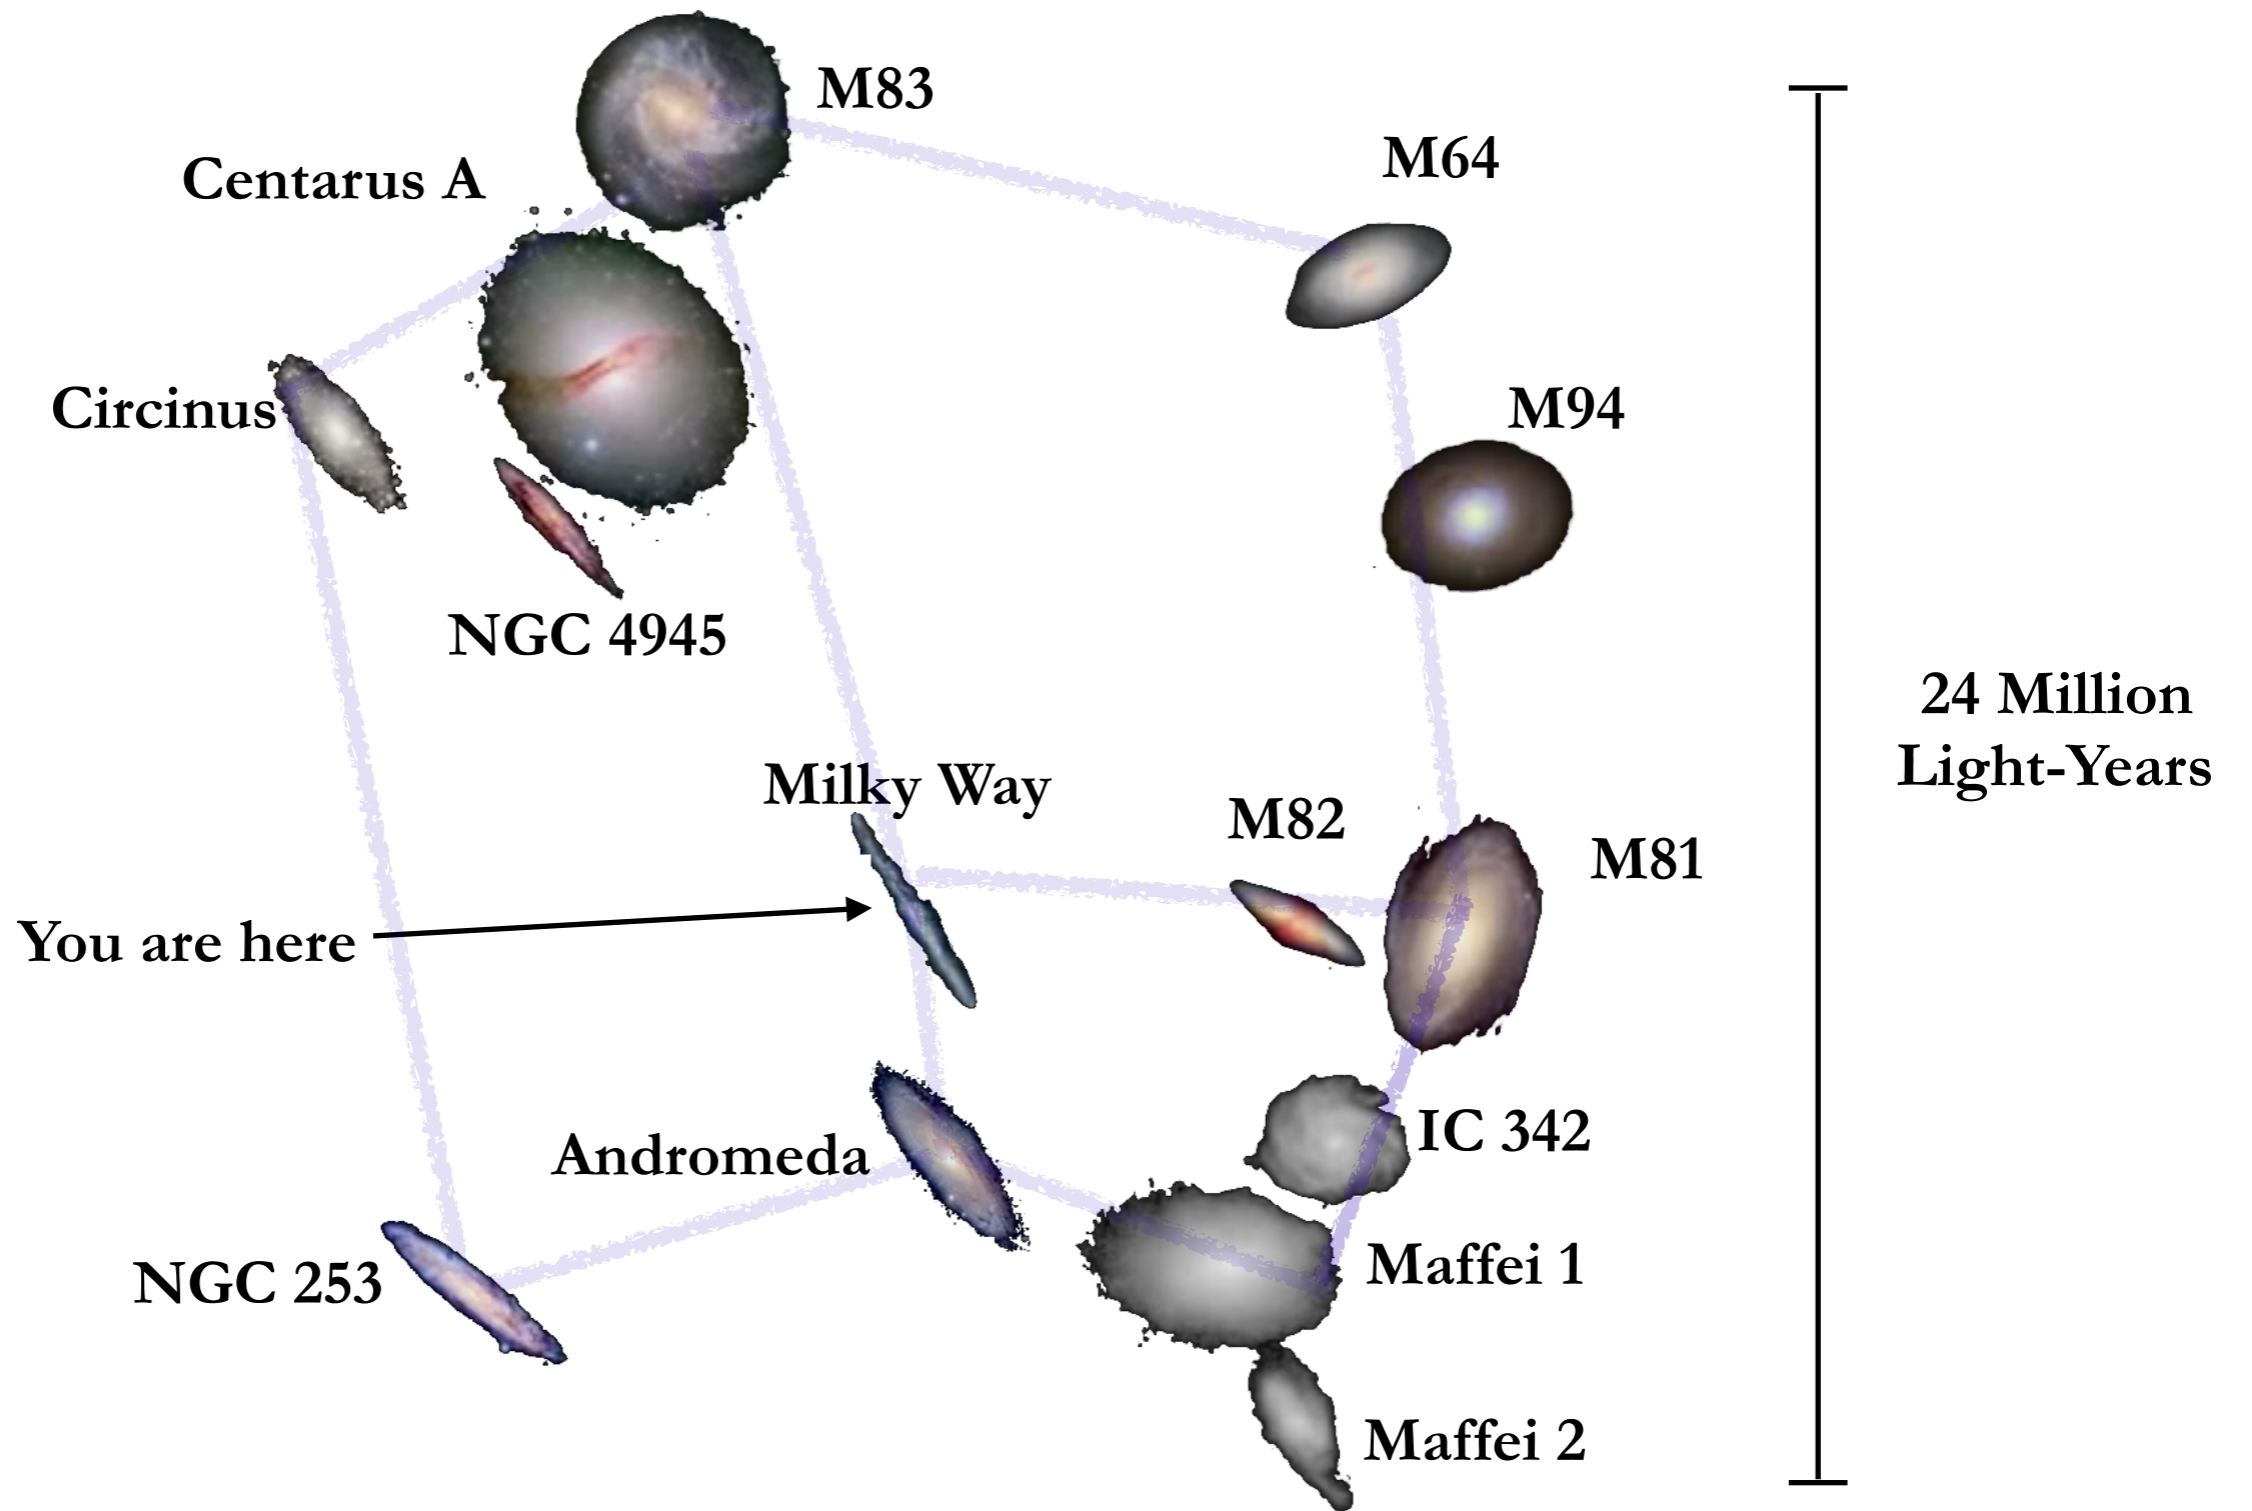 M83
M64
Centarus A
Circinus
M94
NGC 4945
24 Million
Light-Years
Milky Way
M82
M81
You are here
IC 342
Andromeda
Maffei 1
NGC 253
Maffei 2